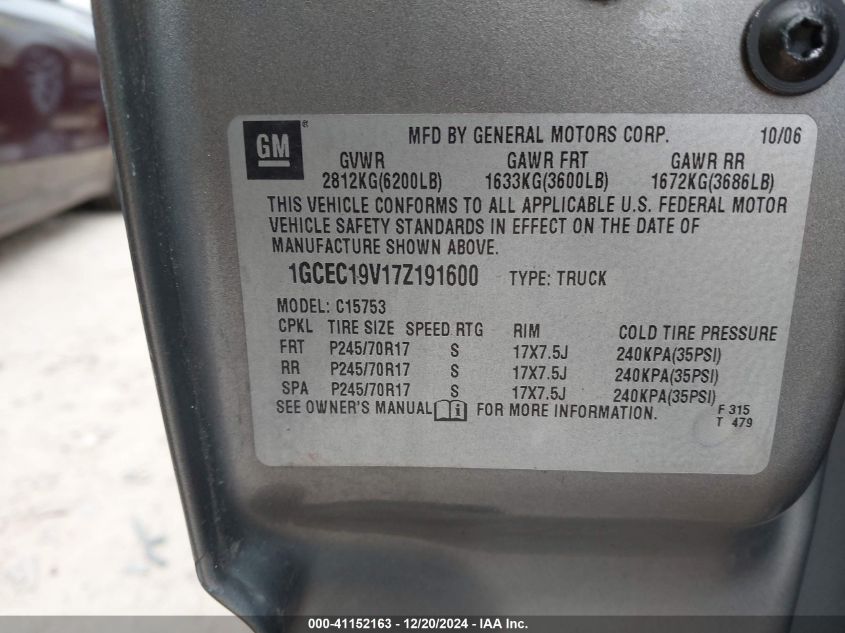 GM ®
MFD BY GENERAL MOTORS CORP. 10/06
GVWR GAWR FRT GAWR RR
2812KG(6200LB) 1633KG(3600LB) 1672KG(3686LB)
THIS VEHICLE CONFORMS TO ALL APPLICABLE U.S. FEDERAL MOTOR
VEHICLE SAFETY STANDARDS IN EFFECT ON THE DATE OF
MANUFACTURE SHOWN ABOVE.
1GCEC19V17Z191600 TYPE: TRUCK
MODEL: C15753
CPKL TIRE SIZE SPEED RTG RIM COLD TIRE PRESSURE
FRT P245/70R17 S 17X7.5J 240KPA(35PSI)
RR P245/70R17 S 17X7.5J 240KPA(35PSI)
SPA P245/70R17 S 17X7.5J 240KPA(35PSI)
SEE OWNER'S MANUAL i FOR MORE INFORMATION. F 315
T 479
000-41152163 - 12/20/2024 - IAA Inc.